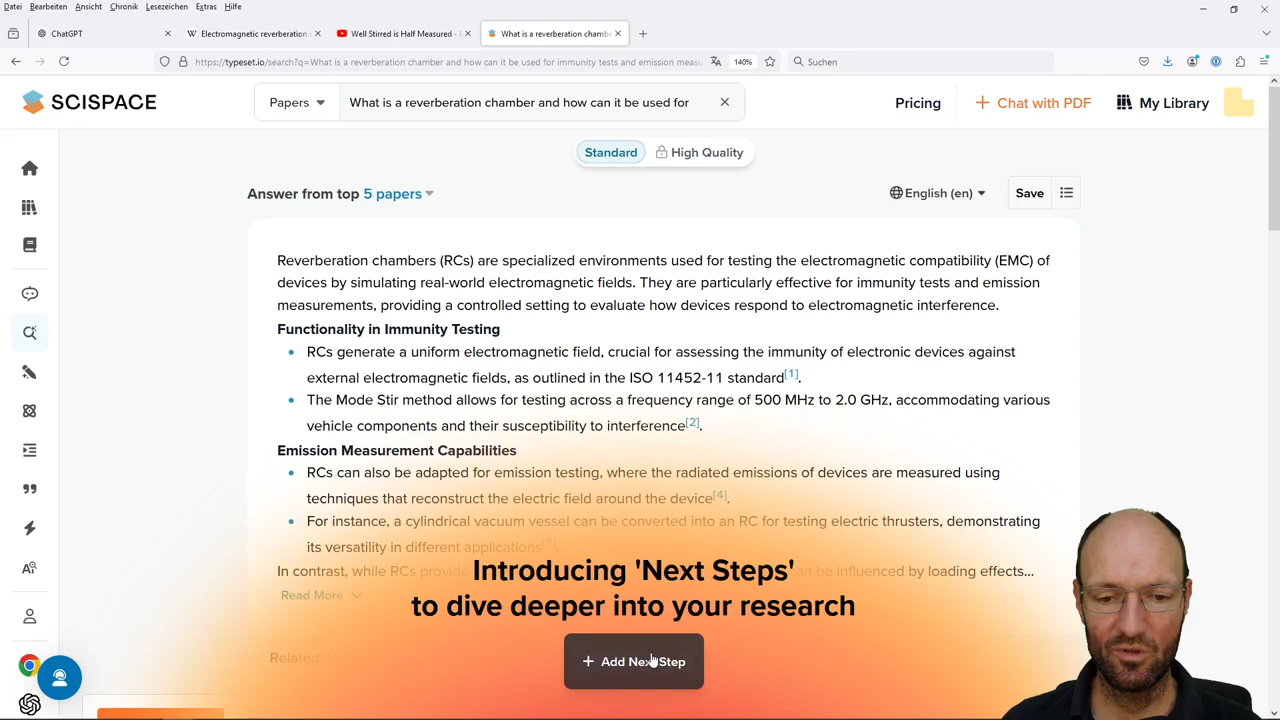 Datei Bearbeiten Ansicht Chronik Lesezeichen Extras Hilfe
ChatGPT
Electromagnetic reverberation
Well Stirred is Half Measured -
What is a reverberation chambe
https://typeset.io/search?q=What is a reverberation chamber and how can it be used for immunity tests and emission measu
140%
Suchen
SCISPACE
Papers
What is a reverberation chamber and how can it be used for
Pricing
Chat with PDF
My Library
Standard
High Quality
Answer from top 5 papers
English (en)
Save
Reverberation chambers (RCs) are specialized environments used for testing the electromagnetic compatibility (EMC) of
devices by simulating real-world electromagnetic fields. They are particularly effective for immunity tests and emission
measurements, providing a controlled setting to evaluate how devices respond to electromagnetic interference.
Functionality in Immunity Testing
• RCs generate a uniform electromagnetic field, crucial for assessing the immunity of electronic devices against
external electromagnetic fields, as outlined in the ISO 11452-11 standard[1].
• The Mode Stir method allows for testing across a frequency range of 500 MHz to 2.0 GHz, accommodating various
vehicle components and their susceptibility to interference[2].
Emission Measurement Capabilities
• RCs can also be adapted for emission testing, where the radiated emissions of devices are measured using
techniques that reconstruct the electric field around the device[4].
• For instance, a cylindrical vacuum vessel can be converted into an RC for testing electric thrusters, demonstrating
its versatility in different applications[3].
In contrast, while RCs provide an be influenced by loading effects...
Introducing 'Next Steps'
Read More
to dive deeper into your research
Related:
+ Add Next Step